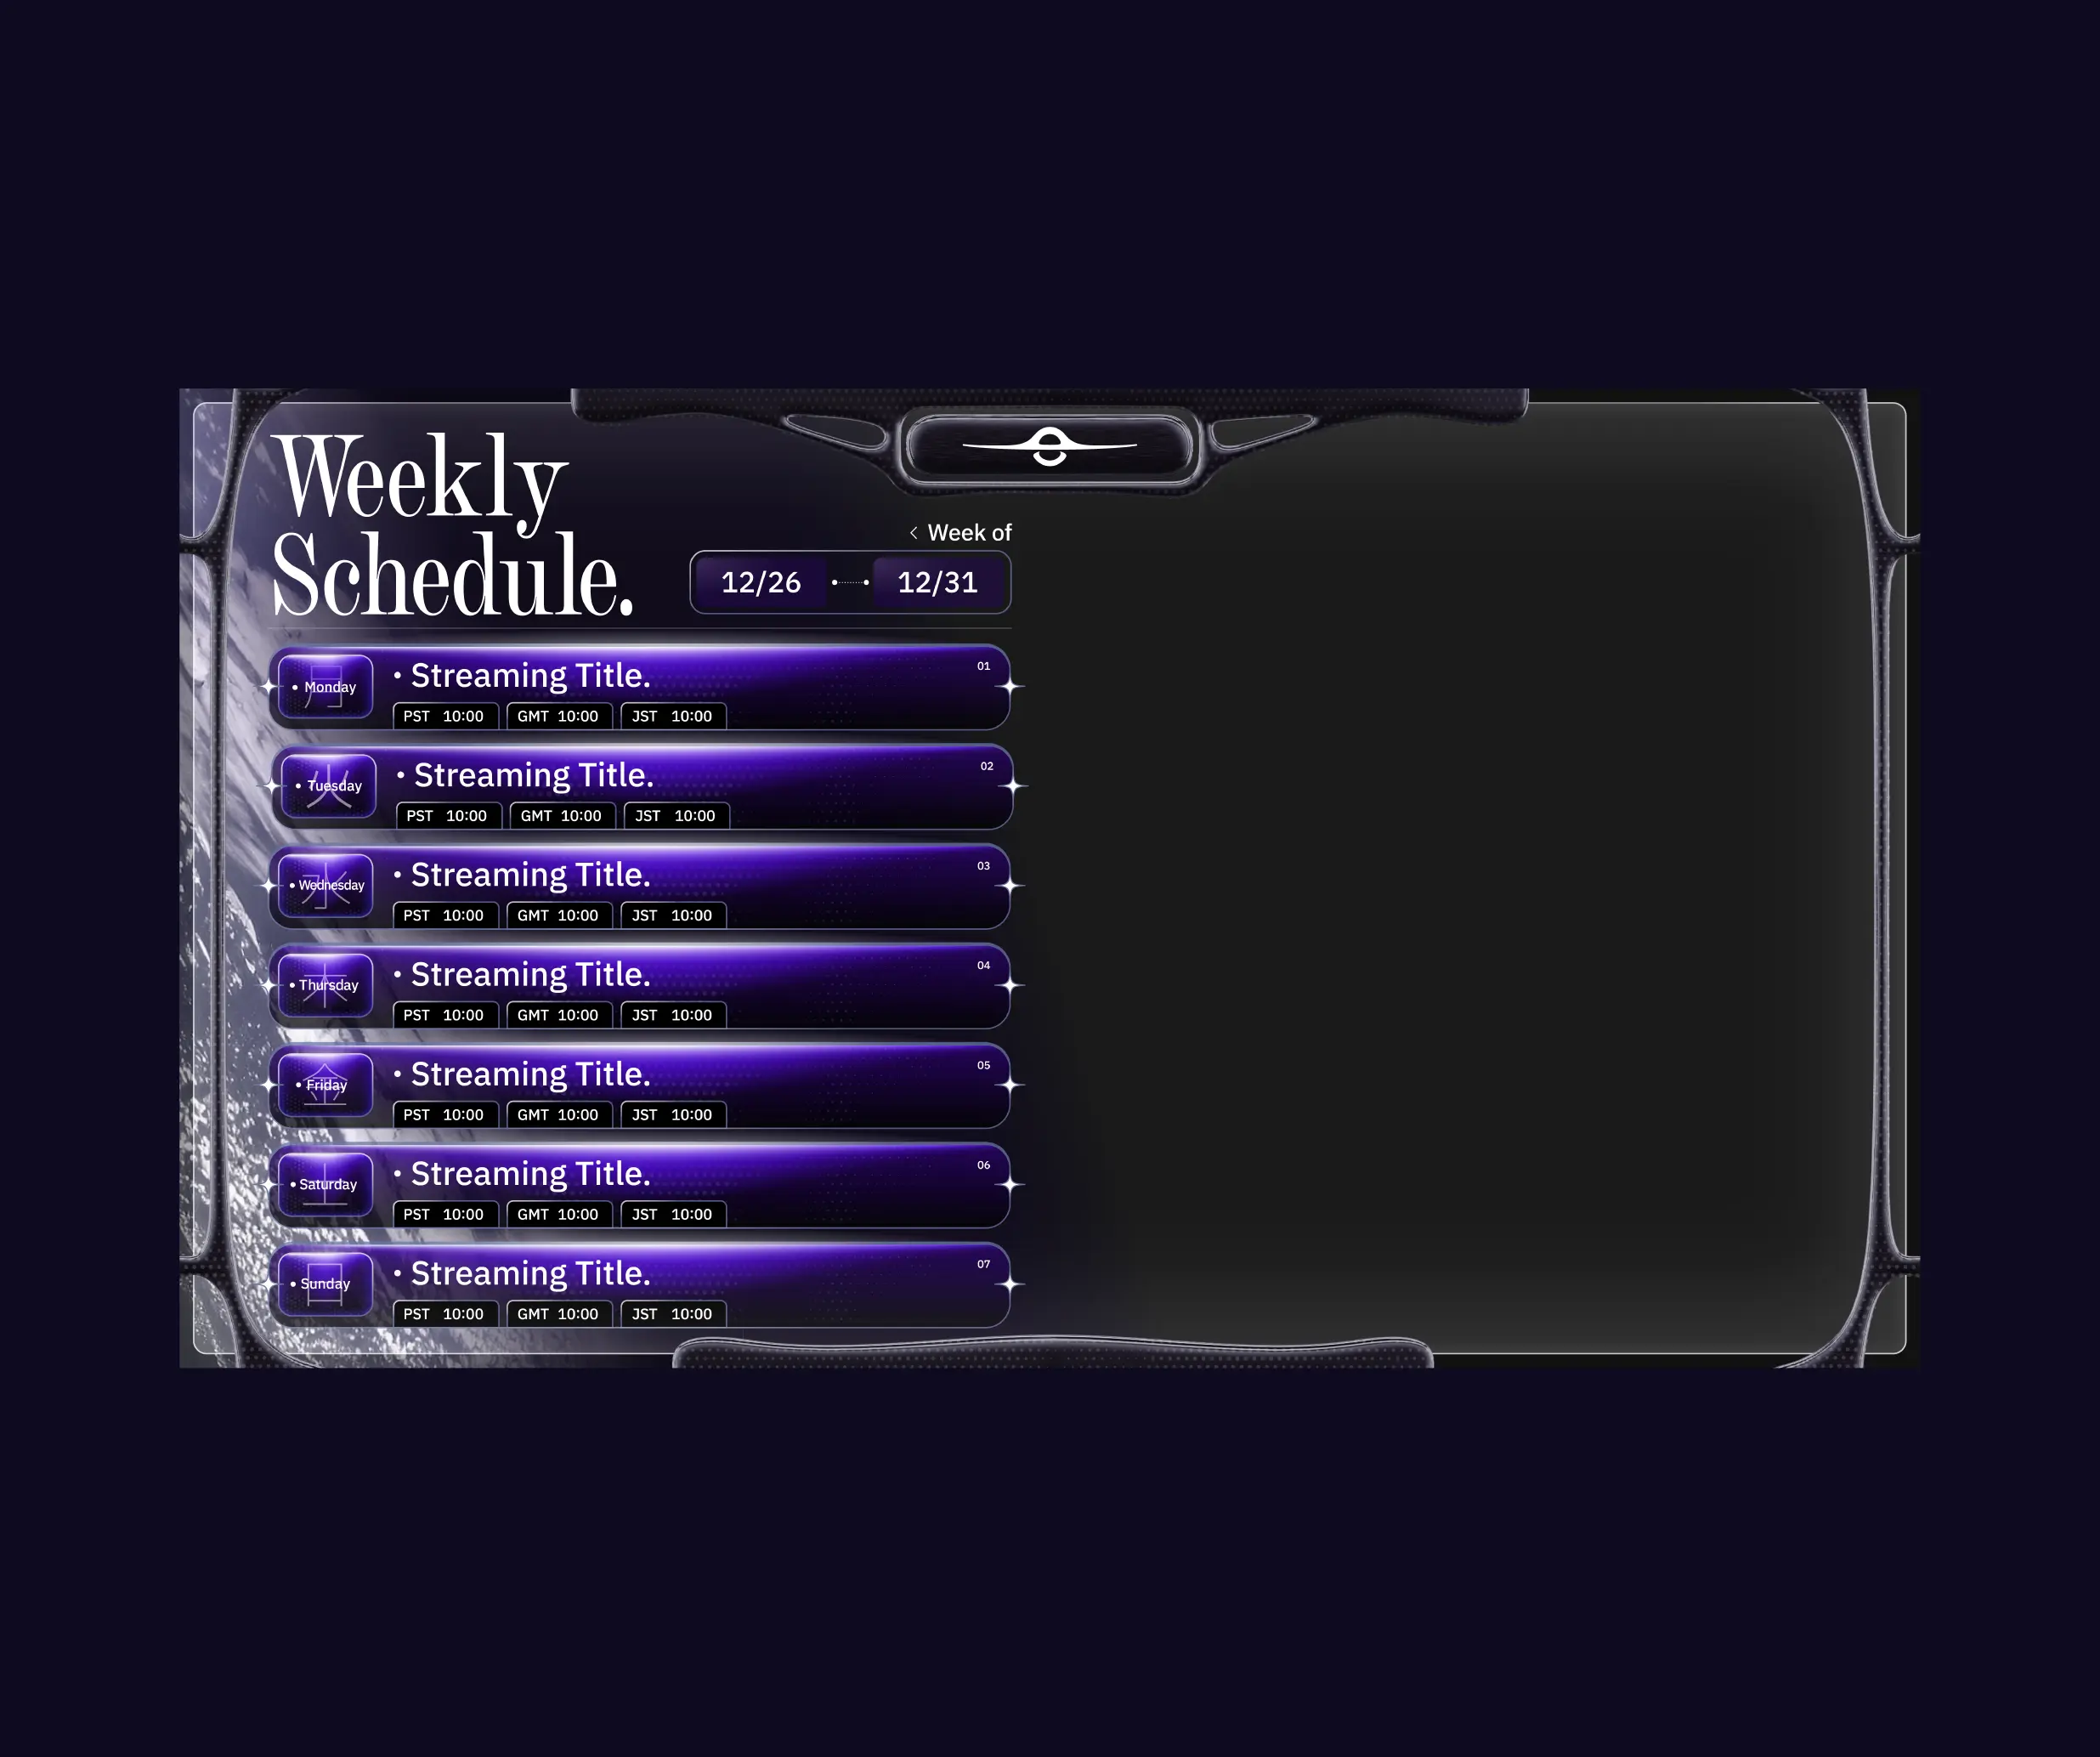 Weekly
Schedule.
< Week of
12/26 12/31
月
• Monday
• Streaming Title.
01
PST 10:00 GMT 10:00 JST 10:00
火
• Tuesday
• Streaming Title.
02
PST 10:00 GMT 10:00 JST 10:00
水
• Wednesday
• Streaming Title.
03
PST 10:00 GMT 10:00 JST 10:00
木
• Thursday
• Streaming Title.
04
PST 10:00 GMT 10:00 JST 10:00
金
• Friday
• Streaming Title.
05
PST 10:00 GMT 10:00 JST 10:00
土
• Saturday
• Streaming Title.
06
PST 10:00 GMT 10:00 JST 10:00
日
• Sunday
• Streaming Title.
07
PST 10:00 GMT 10:00 JST 10:00